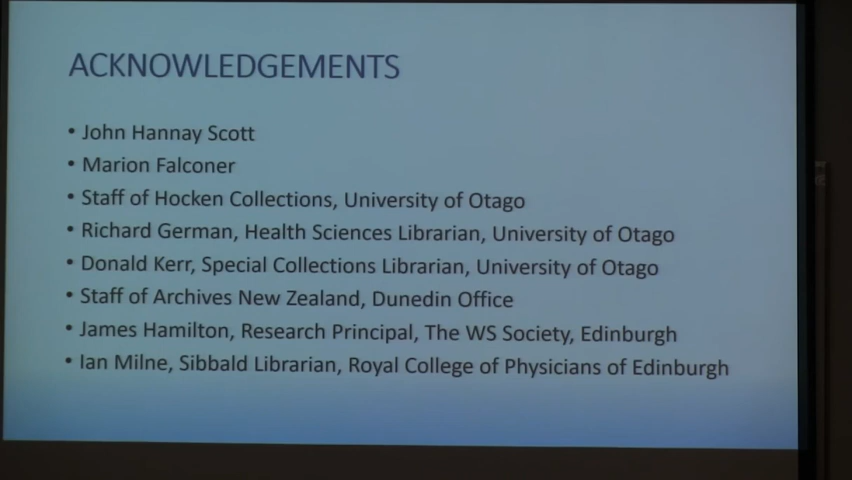 ACKNOWLEDGEMENTS
• John Hannay Scott
• Marion Falconer
• Staff of Hocken Collections, University of Otago
• Richard German, Health Sciences Librarian, University of Otago
• Donald Kerr, Special Collections Librarian, University of Otago
• Staff of Archives New Zealand, Dunedin Office
• James Hamilton, Research Principal, The WS Society, Edinburgh
• Ian Milne, Sibbald Librarian, Royal College of Physicians of Edinburgh